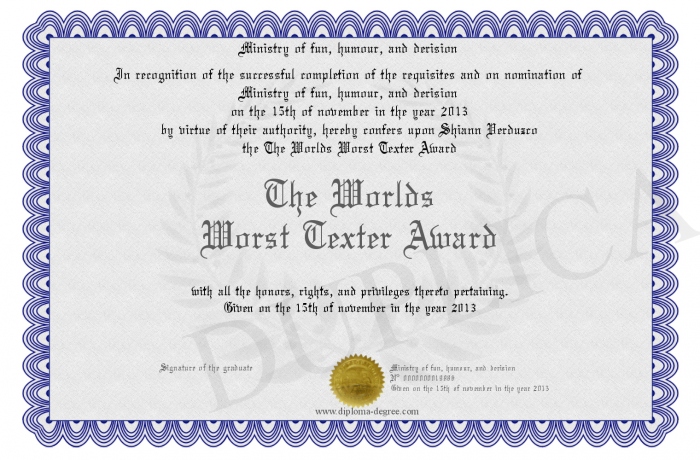 Ministry of fun, humour, and derision
In recognition of the successful completion of the requisites and on nomination of
Ministry of fun, humour, and derision
on the 15th of november in the year 2013
by virtue of their authority, hereby confers upon Shiann Verduzco
the The Worlds Worst Texter Award
The Worlds
Worst Texter Award
with all the honors, rights, and privileges thereto pertaining.
Given on the 15th of november in the year 2013
Signature of the graduate
Ministry of fun, humour, and derision
N°
Given on the 15th of november in the year 2013
www.diploma-degree.com
DUPLICA